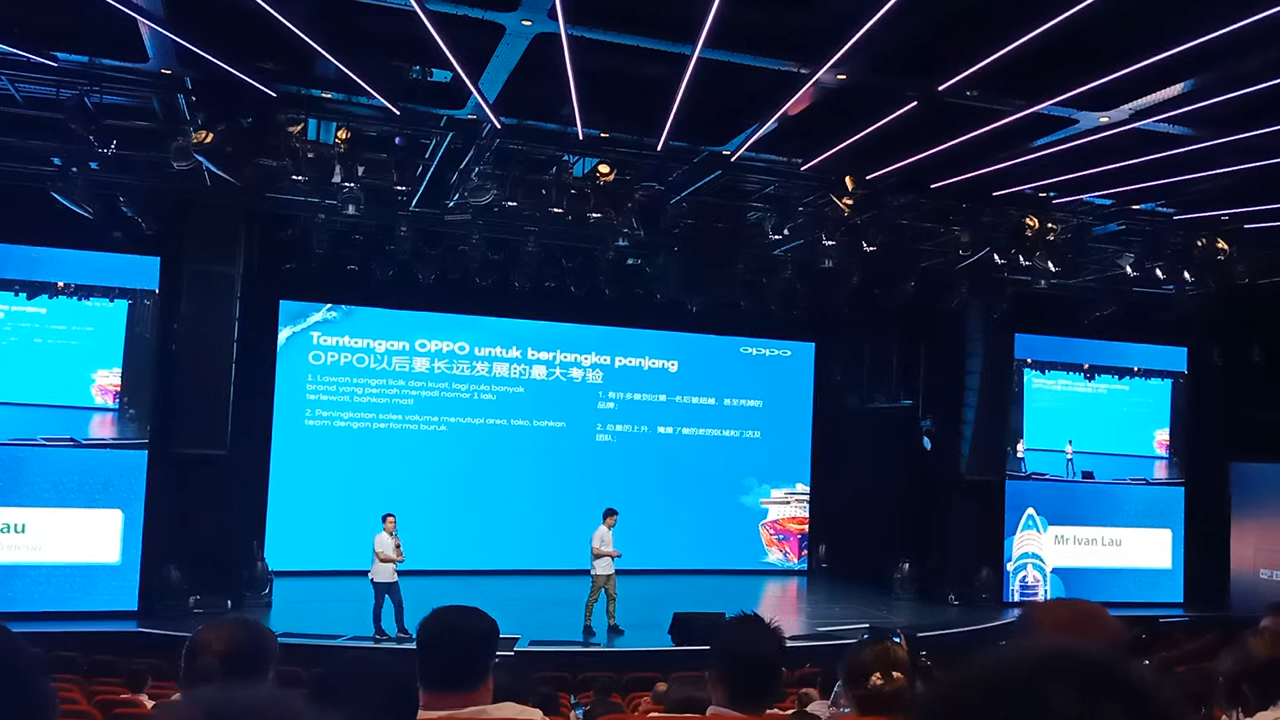 Tantangan OPPO untuk berjangka panjang
OPPO以后要长远发展的最大考验
oppo
1. Lawan sangat licik dan kuat, lagi pula banyak
brand yang pernah menjadi nomor 1 lalu
terlewati, bahkan mati
2. Peningkatan sales volume menutupi area, toko, bahkan
team dengan performa buruk.
1. 有许多做到过第一名后被超越，甚至死掉的
品牌；
2. 总量的上升，掩盖了做的差的区域和门店及
团队；
au
Mr Ivan Lau